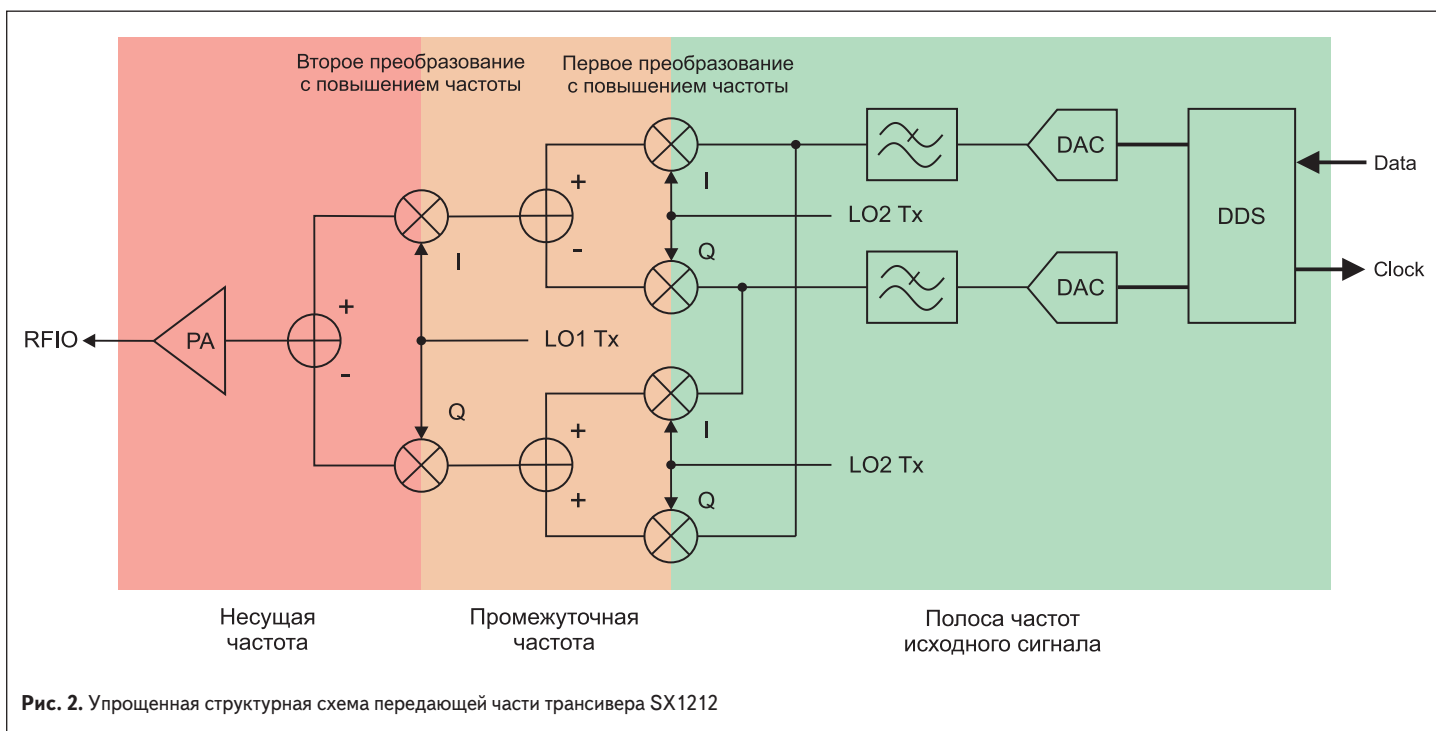 Второе преобразование
с повышением частоты
Первое преобразование
с повышением частоты
DAC
Data
I
LO2 Tx
DDS
+
-
Q
I
DAC
Clock
RFIO
PA
+
-
LO1 Tx
Q
I
+
+
LO2 Tx
Q
Несущая
частота
Промежуточная
частота
Полоса частот
исходного сигнала
Рис. 2. Упрощенная структурная схема передающей части трансивера SX1212